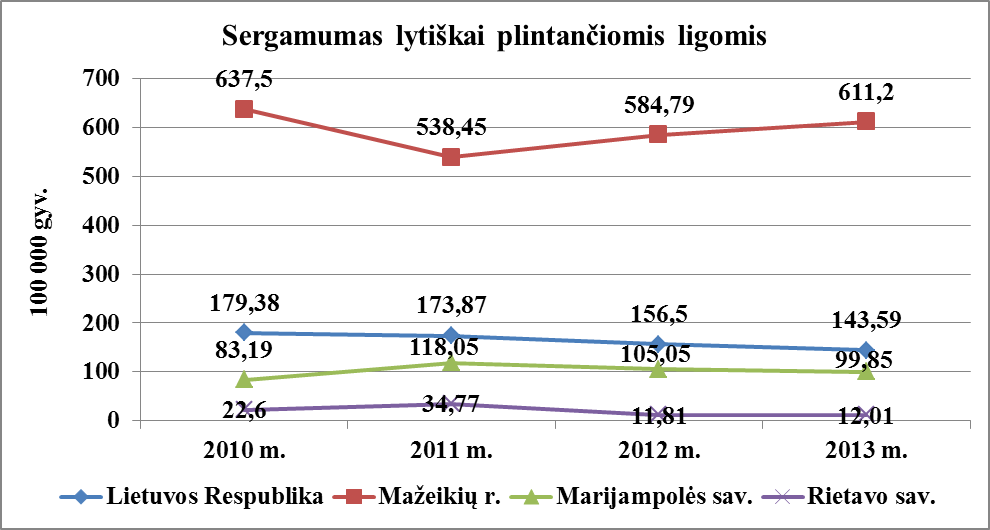 Sergamumas lytiškai plintančiomis ligomis
100 000 gyv.
700
600
500
400
300
200
100
0
637,5
538,45
584,79
611,2
179,38
173,87
156,5
143,59
83,19
118,05
105,05
99,85
22,6
34,77
11,81
12,01
2010 m.
2011 m.
2012 m.
2013 m.
Lietuvos Respublika
Mažeikių r.
Marijampolės sav.
Rietavo sav.